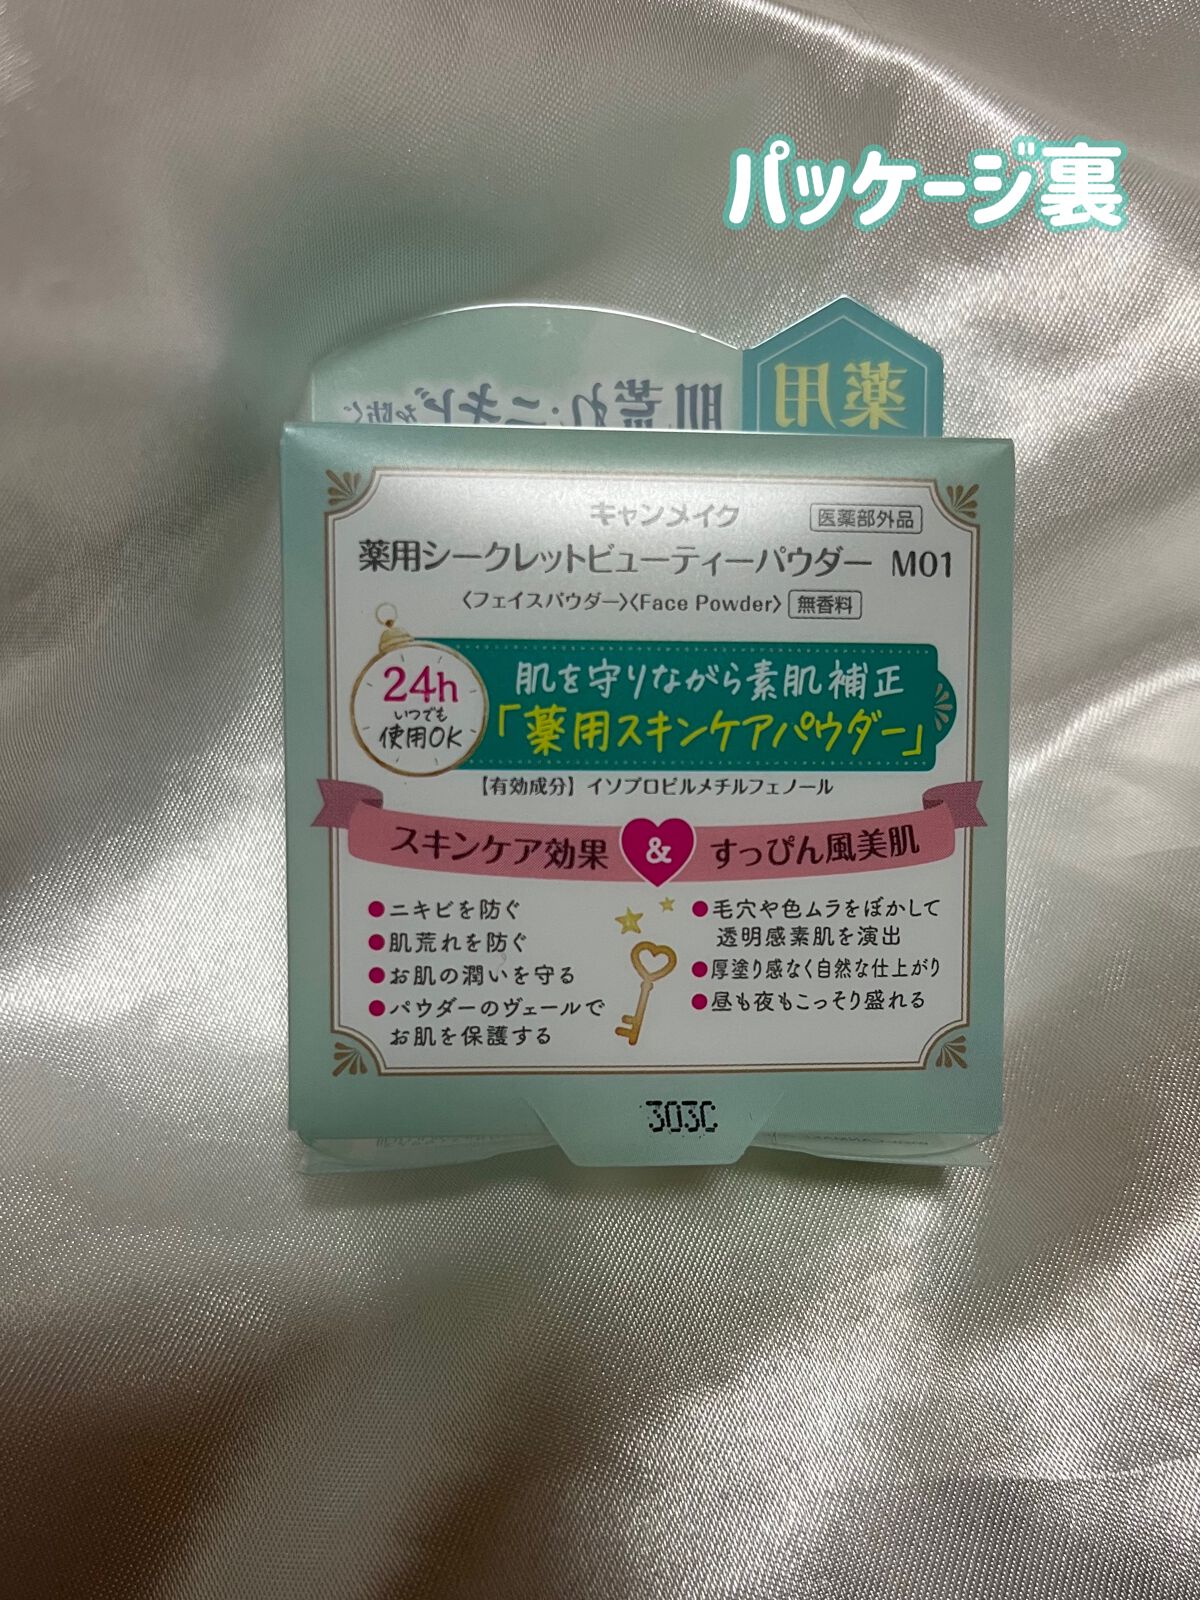 パッケージ裏
薬用
肌荒れ・ニキビを防ぐ
キャンメイク 医薬部外品
薬用シークレットビューティーパウダー M01
〈フェイスパウダー〉〈Face Powder〉 無香料
24h
いつでも
使用OK
肌を守りながら素肌補正
「薬用スキンケアパウダー」
【有効成分】イソプロピルメチルフェノール
スキンケア効果 & すっぴん風美肌
●ニキビを防ぐ
●肌荒れを防ぐ
●お肌の潤いを守る
●パウダーのヴェールで
お肌を保護する
●毛穴や色ムラをぼかして
透明感素肌を演出
●厚塗り感なく自然な仕上がり
●昼も夜もこっそり盛れる
303C